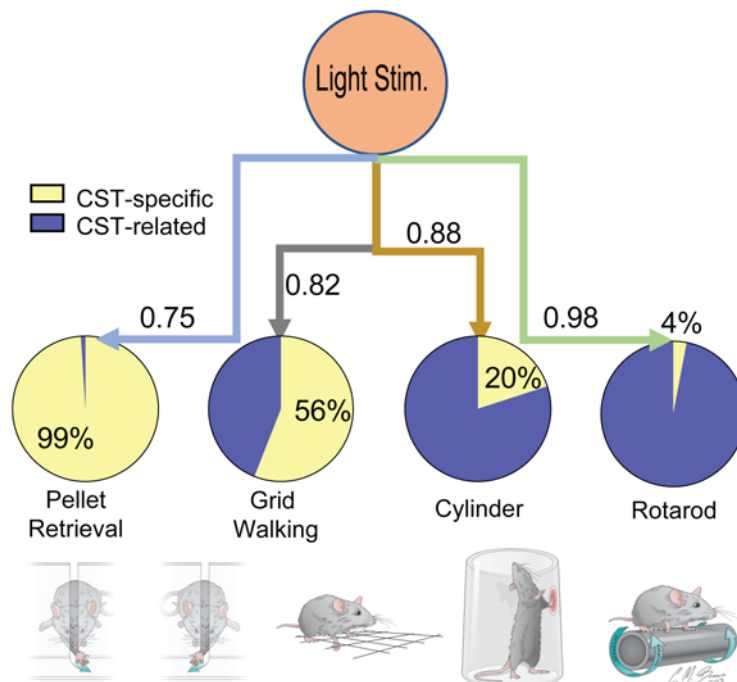 Light Stim.
CST-specific
CST-related
0.75
0.82
0.88
0.98
4%
99%
56%
20%
Pellet
Retrieval
Grid
Walking
Cylinder
Rotarod